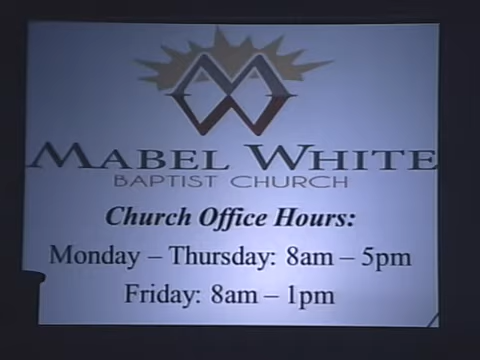 MABEL WHITE
BAPTIST CHURCH
Church Office Hours:
Monday – Thursday: 8am – 5pm
Friday: 8am – 1pm